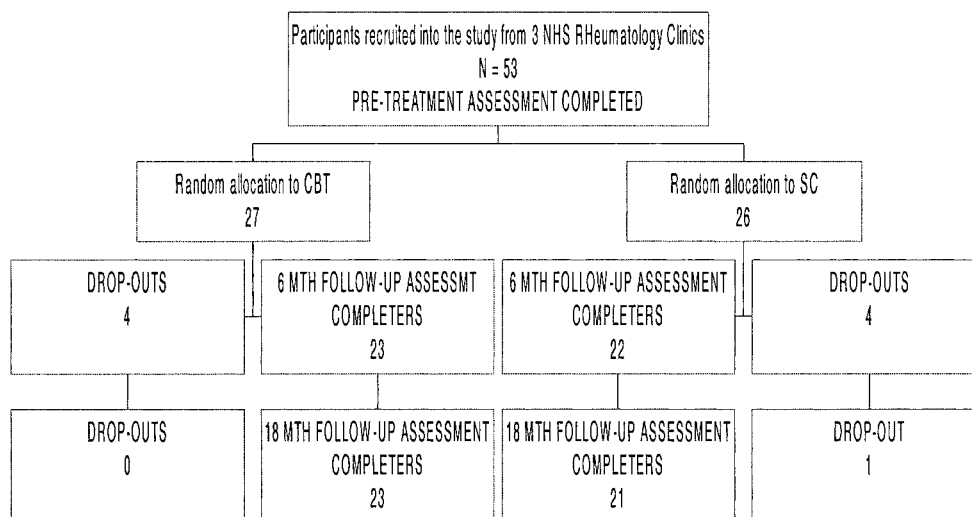 Participants recruited into the study from 3 NHS RHeumatology Clinics
N = 53
PRE-TREATMENT ASSESSMENT COMPLETED
Random allocation to CBT
27
Random allocation to SC
26
DROP-OUTS
4
6 MTH FOLLOW-UP ASSESSMT
COMPLETERS
23
6 MTH FOLLOW-UP ASSESSMENT
COMPLETERS
22
DROP-OUTS
4
DROP-OUTS
0
18 MTH FOLLOW-UP ASSESSMENT
COMPLETERS
23
18 MTH FOLLOW-UP ASSESSMENT
COMPLETERS
21
DROP-OUT
1